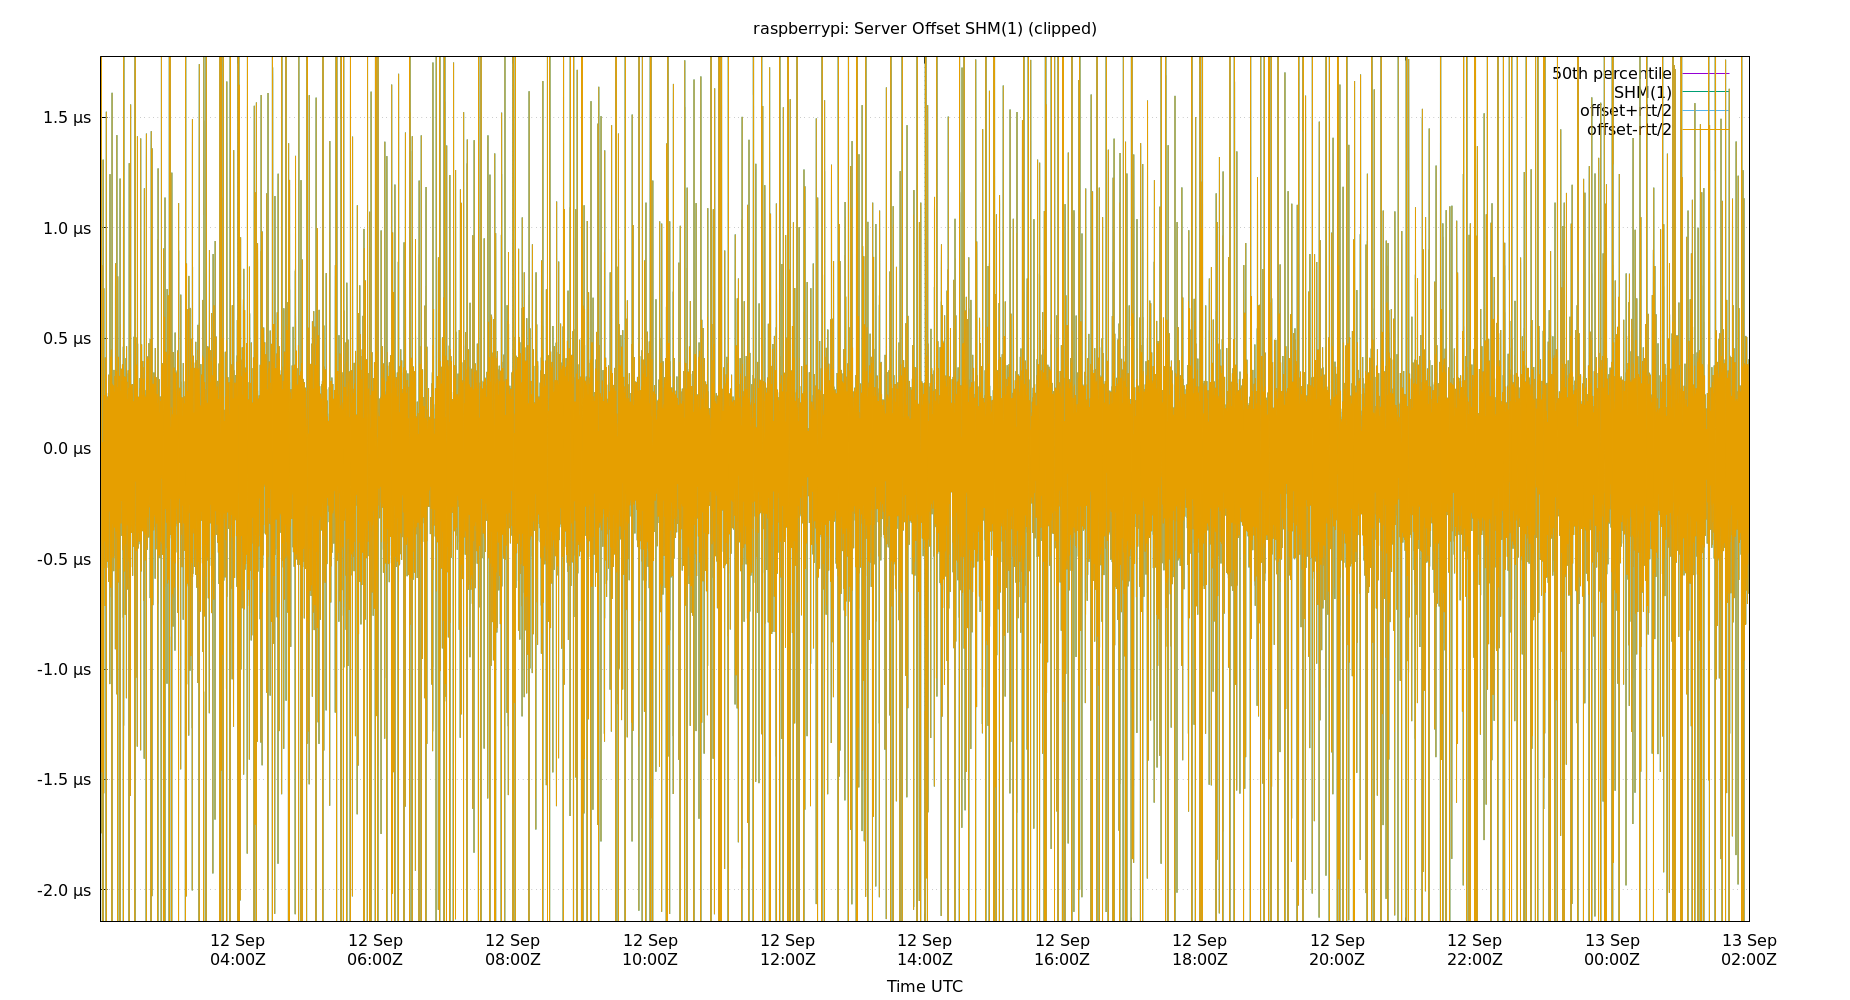 raspberrypi: Server Offset SHM(1) (clipped)
50th percentile
SHM(1)
offset+rtt/2
offset-rtt/2
1.5 µs
1.0 µs
0.5 µs
0.0 µs
-0.5 µs
-1.0 µs
-1.5 µs
-2.0 µs
12 Sep 12 Sep 12 Sep 12 Sep 12 Sep 12 Sep 12 Sep 12 Sep 12 Sep 12 Sep 13 Sep 13 Sep
04:00Z 06:00Z 08:00Z 10:00Z 12:00Z 14:00Z 16:00Z 18:00Z 20:00Z 22:00Z 00:00Z 02:00Z
Time UTC